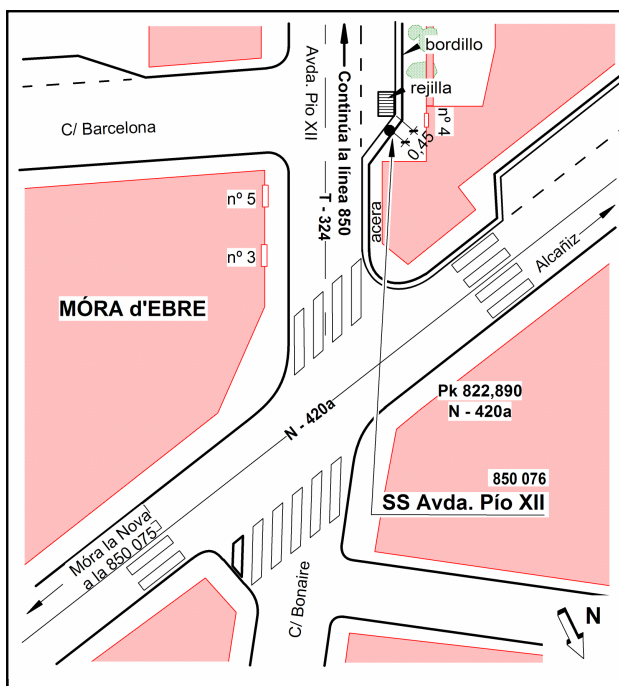 bordillo
rejilla
Avda. Pio XII
Continúa la línea 850
T - 324
C/ Barcelona
nº 4
0,45
nº 5
nº 3
acera
Alcañiz
MÓRA d'EBRE
N - 420a
Pk 822,890
N - 420a
850 076
SS Avda. Pío XII
Móra la Nova
a la 850 075
C/ Bonaire
N